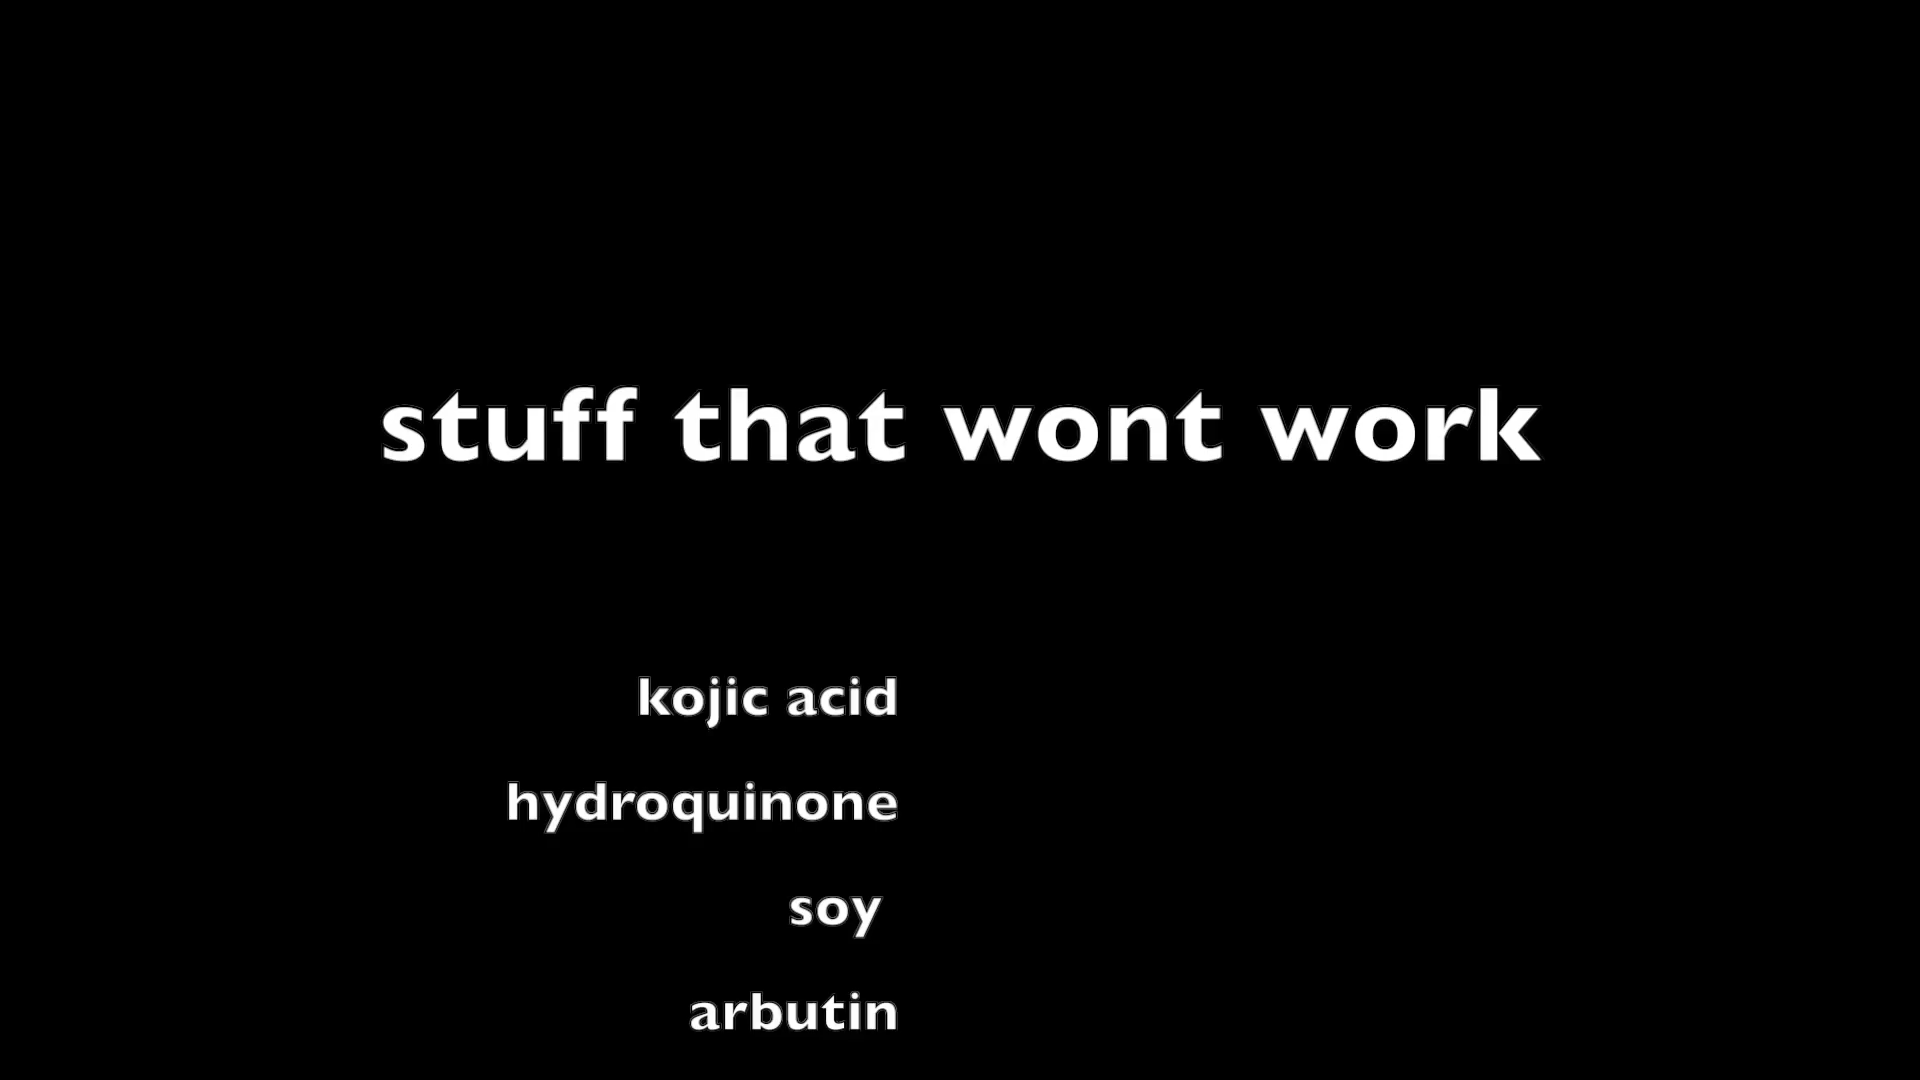 stuff that wont work
kojic acid
hydroquinone
soy
arbutin